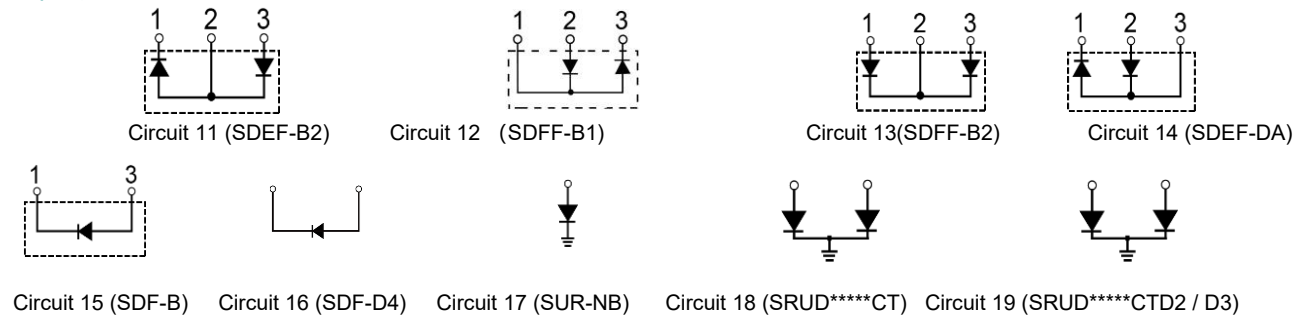 1 2 3 1 2 3 1 2 3 1 2 3
Circuit 11 (SDEF-B2) Circuit 12 (SDFF-B1) Circuit 13(SDFF-B2) Circuit 14 (SDEF-DA)
1 3
Circuit 15 (SDF-B) Circuit 16 (SDF-D4) Circuit 17 (SUR-NB) Circuit 18 (SRUD*****CT) Circuit 19 (SRUD*****CTD2 / D3)